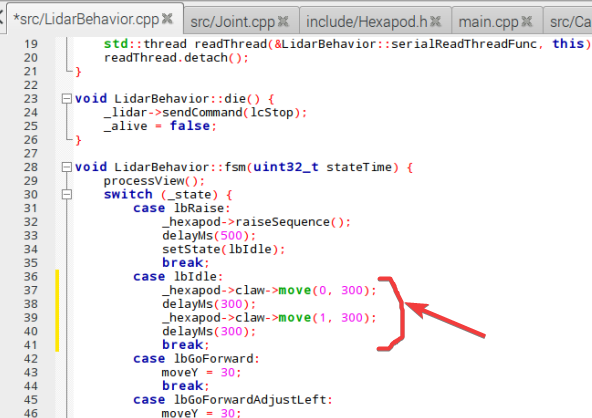 *src/LidarBehavior.cpp src/Joint.cpp include/Hexapod.h main.cpp src/Ca
19 std::thread readThread(&LidarBehavior::serialReadThreadFunc, this)
20 readThread.detach();
21 }
22
23 void LidarBehavior::die() {
24 _lidar->sendCommand(lcStop);
25 _alive = false;
26 }
27
28 void LidarBehavior::fsm(uint32_t stateTime) {
29 processView();
30 switch (_state) {
31 case lbRaise:
32 _hexapod->raiseSequence();
33 delayMs(500);
34 setState(lbIdle);
35 break;
36 case lbIdle:
37 _hexapod->claw->move(0, 300);
38 delayMs(300);
39 _hexapod->claw->move(1, 300);
40 delayMs(300);
41 break;
42 case lbGoForward:
43 moveY = 30;
44 break;
45 case lbGoForwardAdjustLeft:
46 moveY = 30;